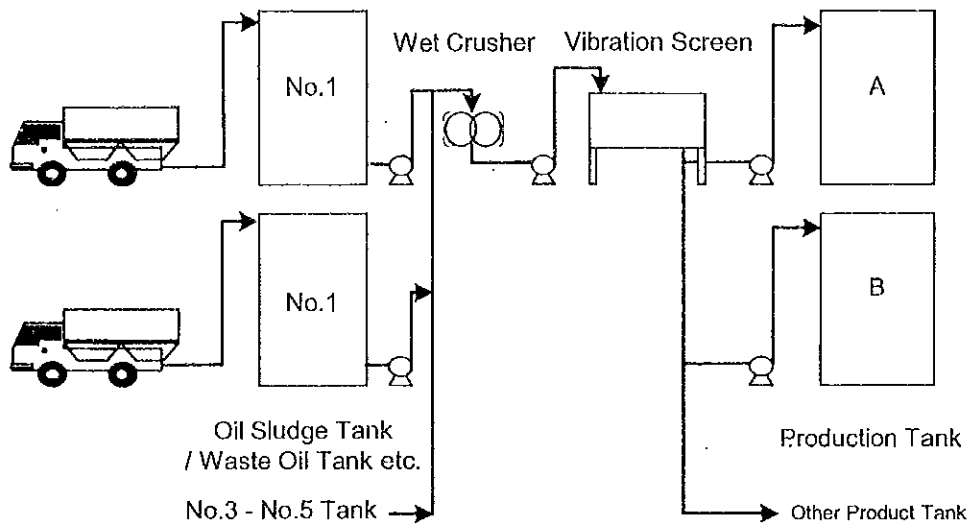 Wet Crusher
Vibration Screen
No.1
A
No.1
B
Oil Sludge Tank
/ Waste Oil Tank etc.
Production Tank
No.3 - No.5 Tank
Other Product Tank